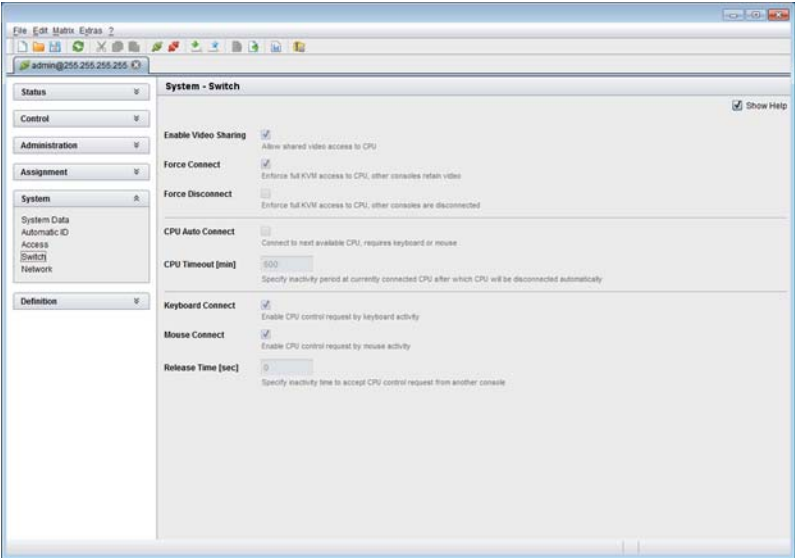 File Edit Matrix Extras ?
admin@255.255.255.255
Status
Control
Administration
Assignment
System
System Data
Automatic ID
Access
Switch
Network
Definition
System - Switch
Show Help
Enable Video Sharing
Allow shared video access to CPU
Force Connect
Enforce full KVM access to CPU, other consoles retain video
Force Disconnect
Enforce full KVM access to CPU, other consoles are disconnected
CPU Auto Connect
Connect to next available CPU, requires keyboard or mouse
CPU Timeout [min] 600
Specify inactivity period at currently connected CPU after which CPU will be disconnected automatically
Keyboard Connect
Enable CPU control request by keyboard activity
Mouse Connect
Enable CPU control request by mouse activity
Release Time [sec] 0
Specify inactivity time to accept CPU control request from another console